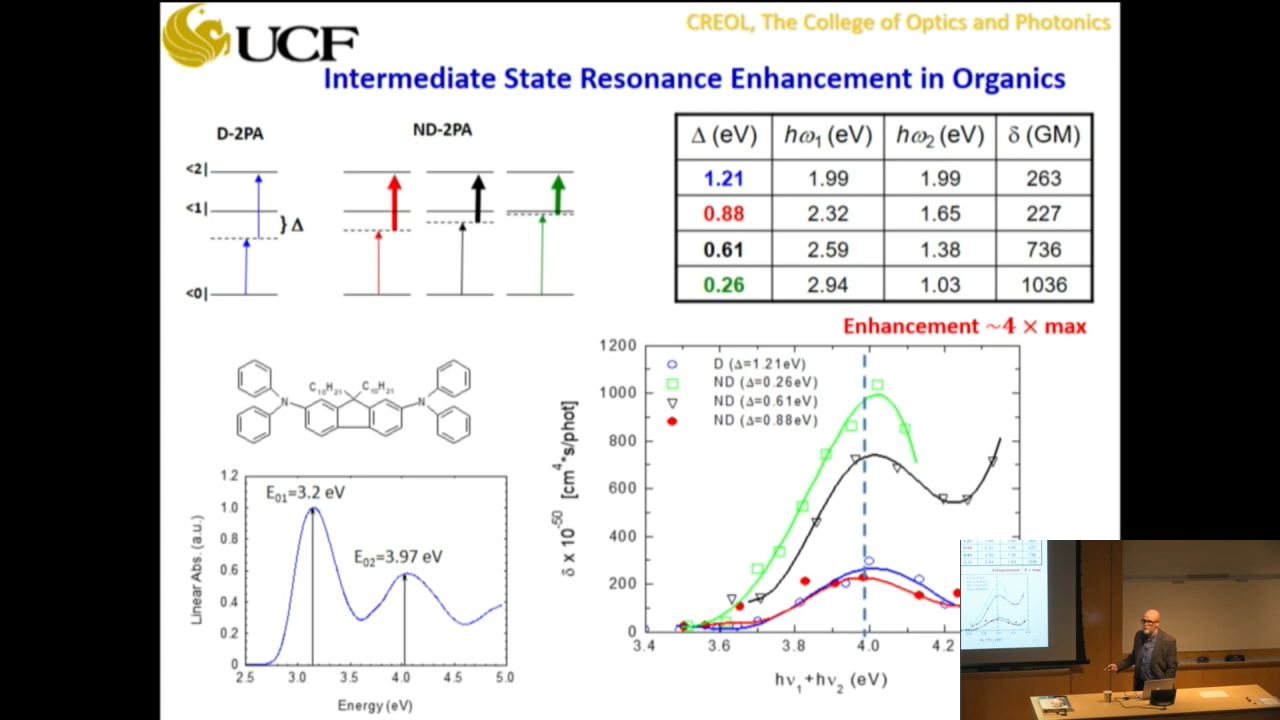 CREOL, The College of Optics and Photonics
UCF
Intermediate State Resonance Enhancement in Organics
D-2PA
ND-2PA
<2|
<1|
} Δ
<0|
Δ (eV) ħω₁ (eV) ħω₂ (eV) δ (GM)
1.21 1.99 1.99 263
0.88 2.32 1.65 227
0.61 2.59 1.38 736
0.26 2.94 1.03 1036
Enhancement ~4 × max
C₁₀H₂₁ C₁₀H₂₁
N N
1.2
1.0
0.8
0.6
0.4
0.2
0
Linear Abs. (a.u.)
E₀₁=3.2 eV
E₀₂=3.97 eV
2.5 3.0 3.5 4.0 4.5 5.0
Energy (eV)
1200
1000
800
600
400
200
0
δ x 10⁻⁵⁰ [cm⁴*s/phot]
D (Δ=1.21eV)
ND (Δ=0.26eV)
ND (Δ=0.61eV)
ND (Δ=0.88eV)
3.4 3.6 3.8 4.0 4.2
hν₁+hν₂ (eV)